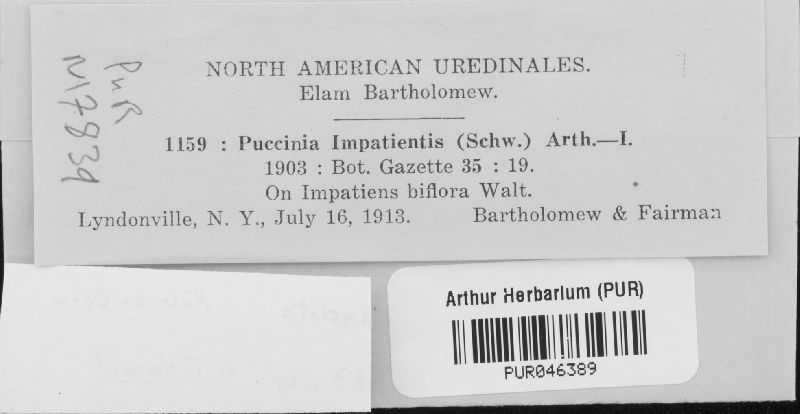 PUR
N17839
NORTH AMERICAN UREDINALES.
Elam Bartholomew.
1159 : Puccinia Impatientis (Schw.) Arth.—I.
1903 : Bot. Gazette 35 : 19.
On Impatiens biflora Walt.
Lyndonville, N. Y., July 16, 1913. Bartholomew & Fairman
Arthur Herbarium (PUR)
PUR046389